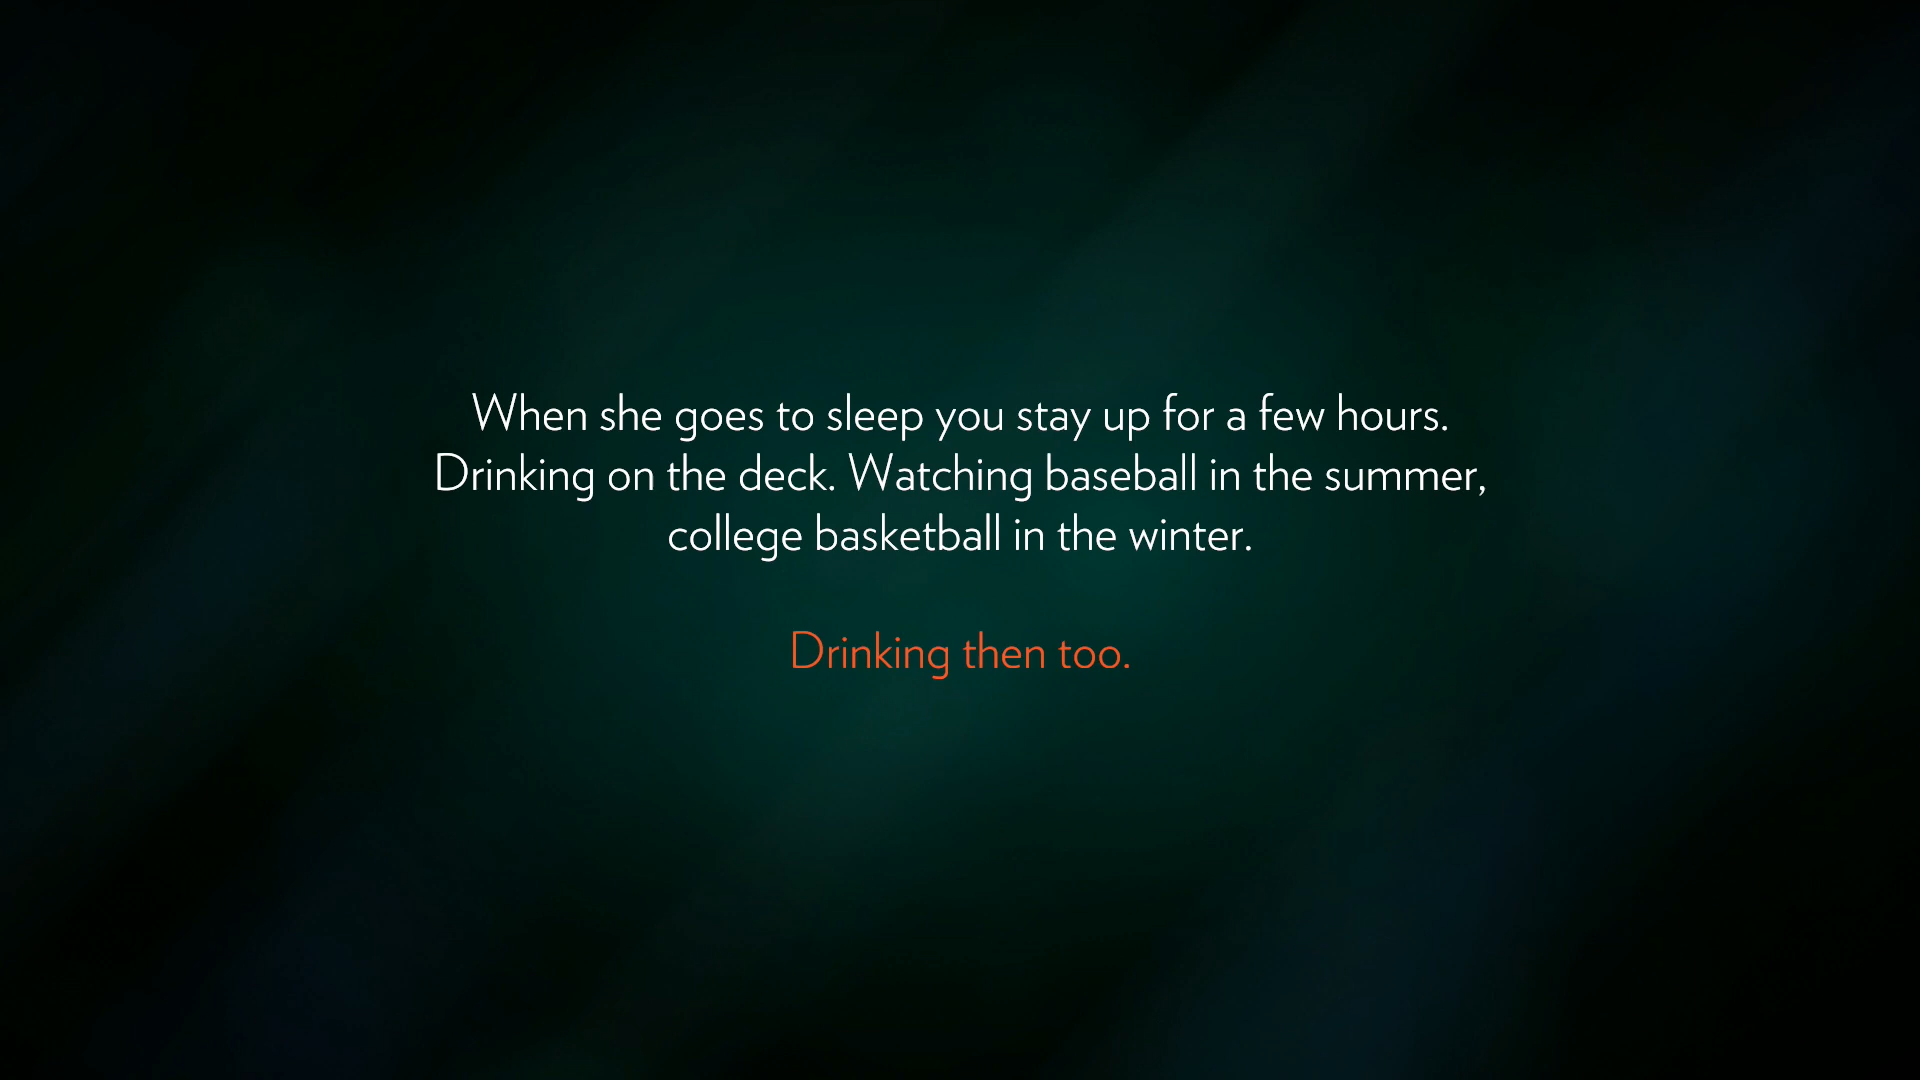 When she goes to sleep you stay up for a few hours.
Drinking on the deck. Watching baseball in the summer,
college basketball in the winter.
Drinking then too.